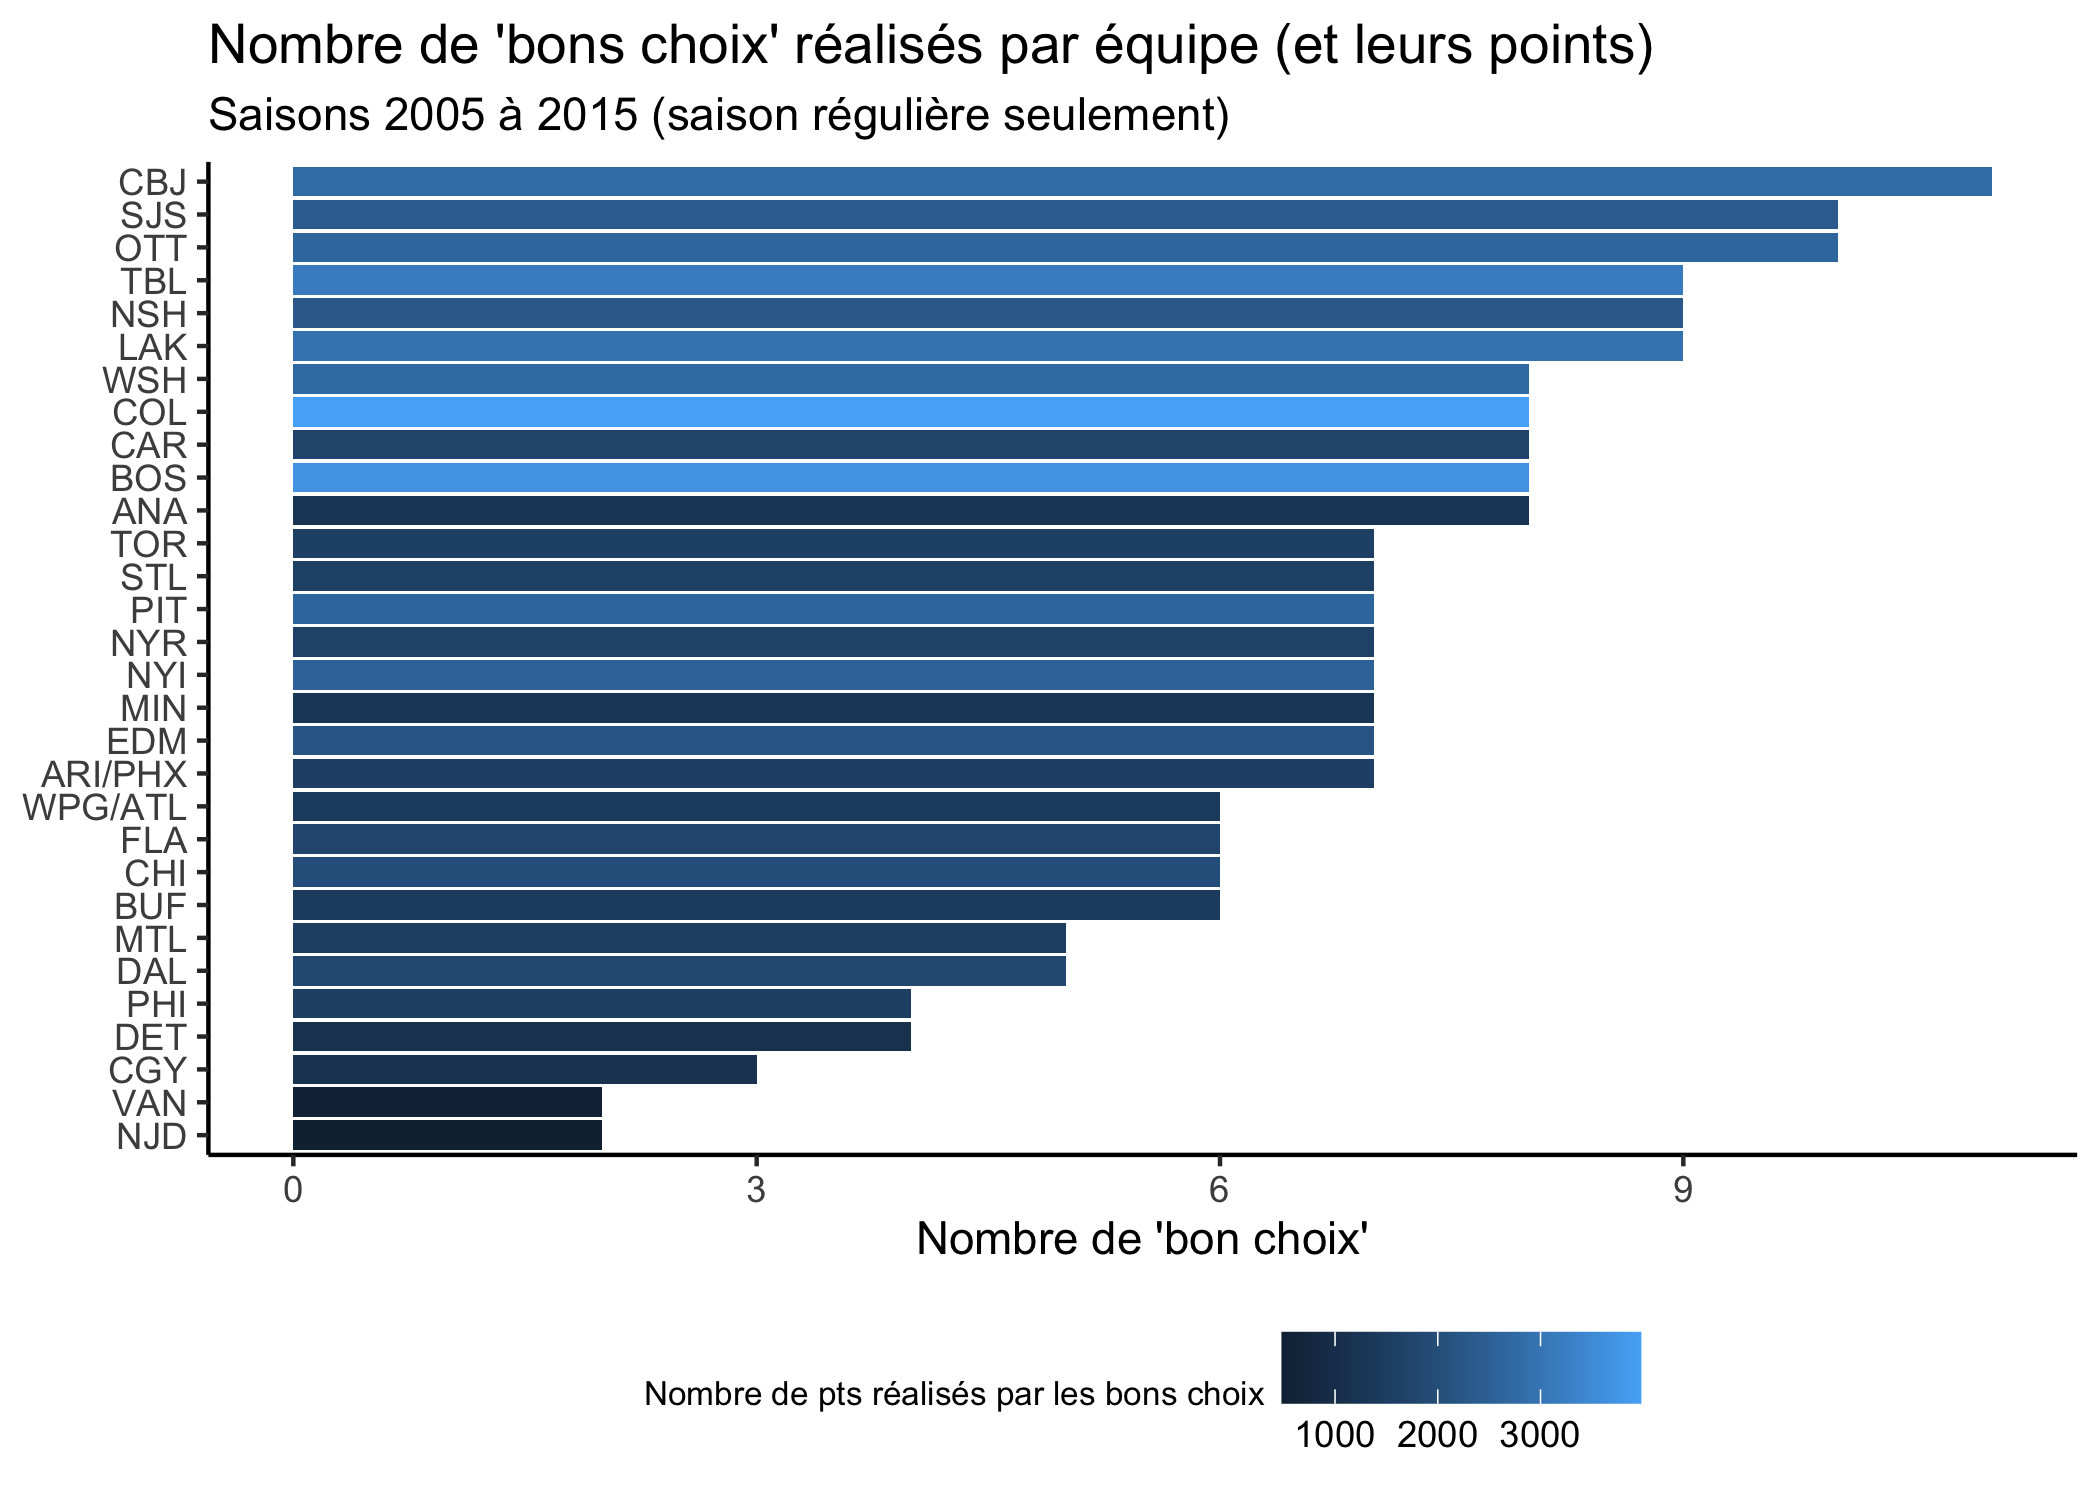 Nombre de 'bons choix' réalisés par équipe (et leurs points)
Saisons 2005 à 2015 (saison régulière seulement)
CBJ
SJS
OTT
TBL
NSH
LAK
WSH
COL
CAR
BOS
ANA
TOR
STL
PIT
NYR
NYI
MIN
EDM
ARI/PHX
WPG/ATL
FLA
CHI
BUF
MTL
DAL
PHI
DET
CGY
VAN
NJD
0 3 6 9
Nombre de 'bon choix'
Nombre de pts réalisés par les bons choix
1000 2000 3000